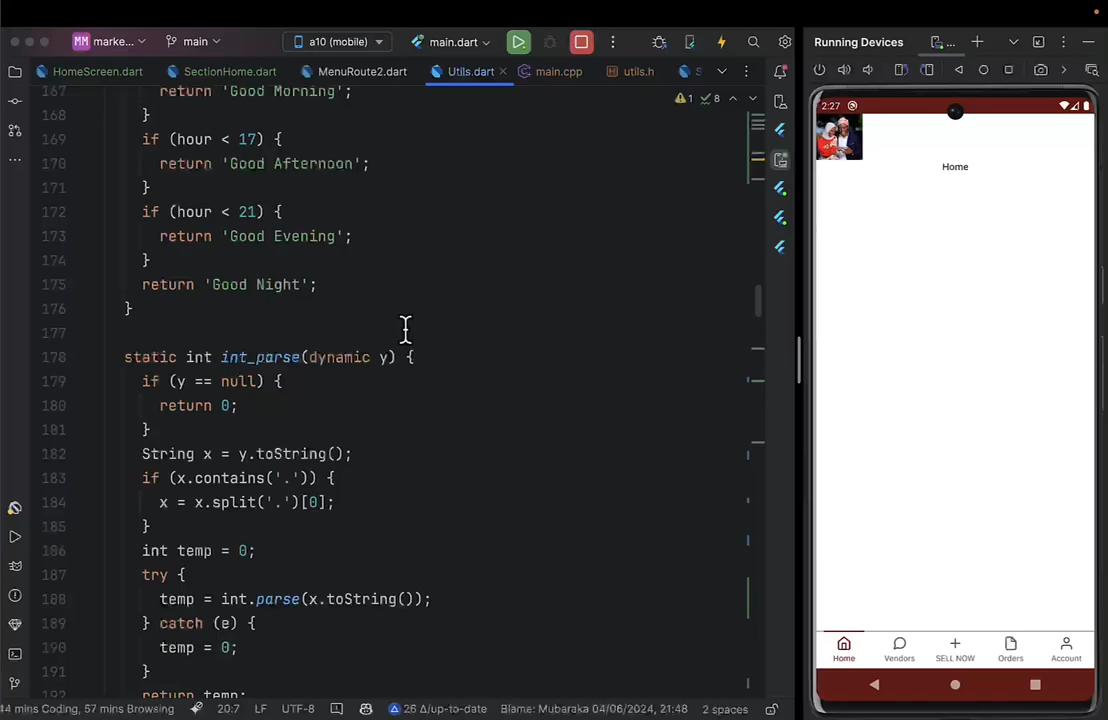 MM marke... main a10 (mobile) main.dart Running Devices ...
HomeScreen.dart SectionHome.dart MenuRoute2.dart Utils.dart main.cpp utils.h S
1 8
167 return 'Good Morning';
168 }
169 if (hour < 17) {
170 return 'Good Afternoon';
171 }
172 if (hour < 21) {
173 return 'Good Evening';
174 }
175 return 'Good Night';
176 }
177
178 static int int_parse(dynamic y) {
179 if (y == null) {
180 return 0;
181 }
182 String x = y.toString();
183 if (x.contains('.')) {
184 x = x.split('.')[0];
185 }
186 int temp = 0;
187 try {
188 temp = int.parse(x.toString());
189 } catch (e) {
190 temp = 0;
191 }
192 return temp;
14 mins Coding, 57 mins Browsing 20:7 LF UTF-8 26 Δ/up-to-date Blame: Mubaraka 04/06/2024, 21:48 2 spaces
2:27
Home
Home Vendors SELL NOW Orders Account